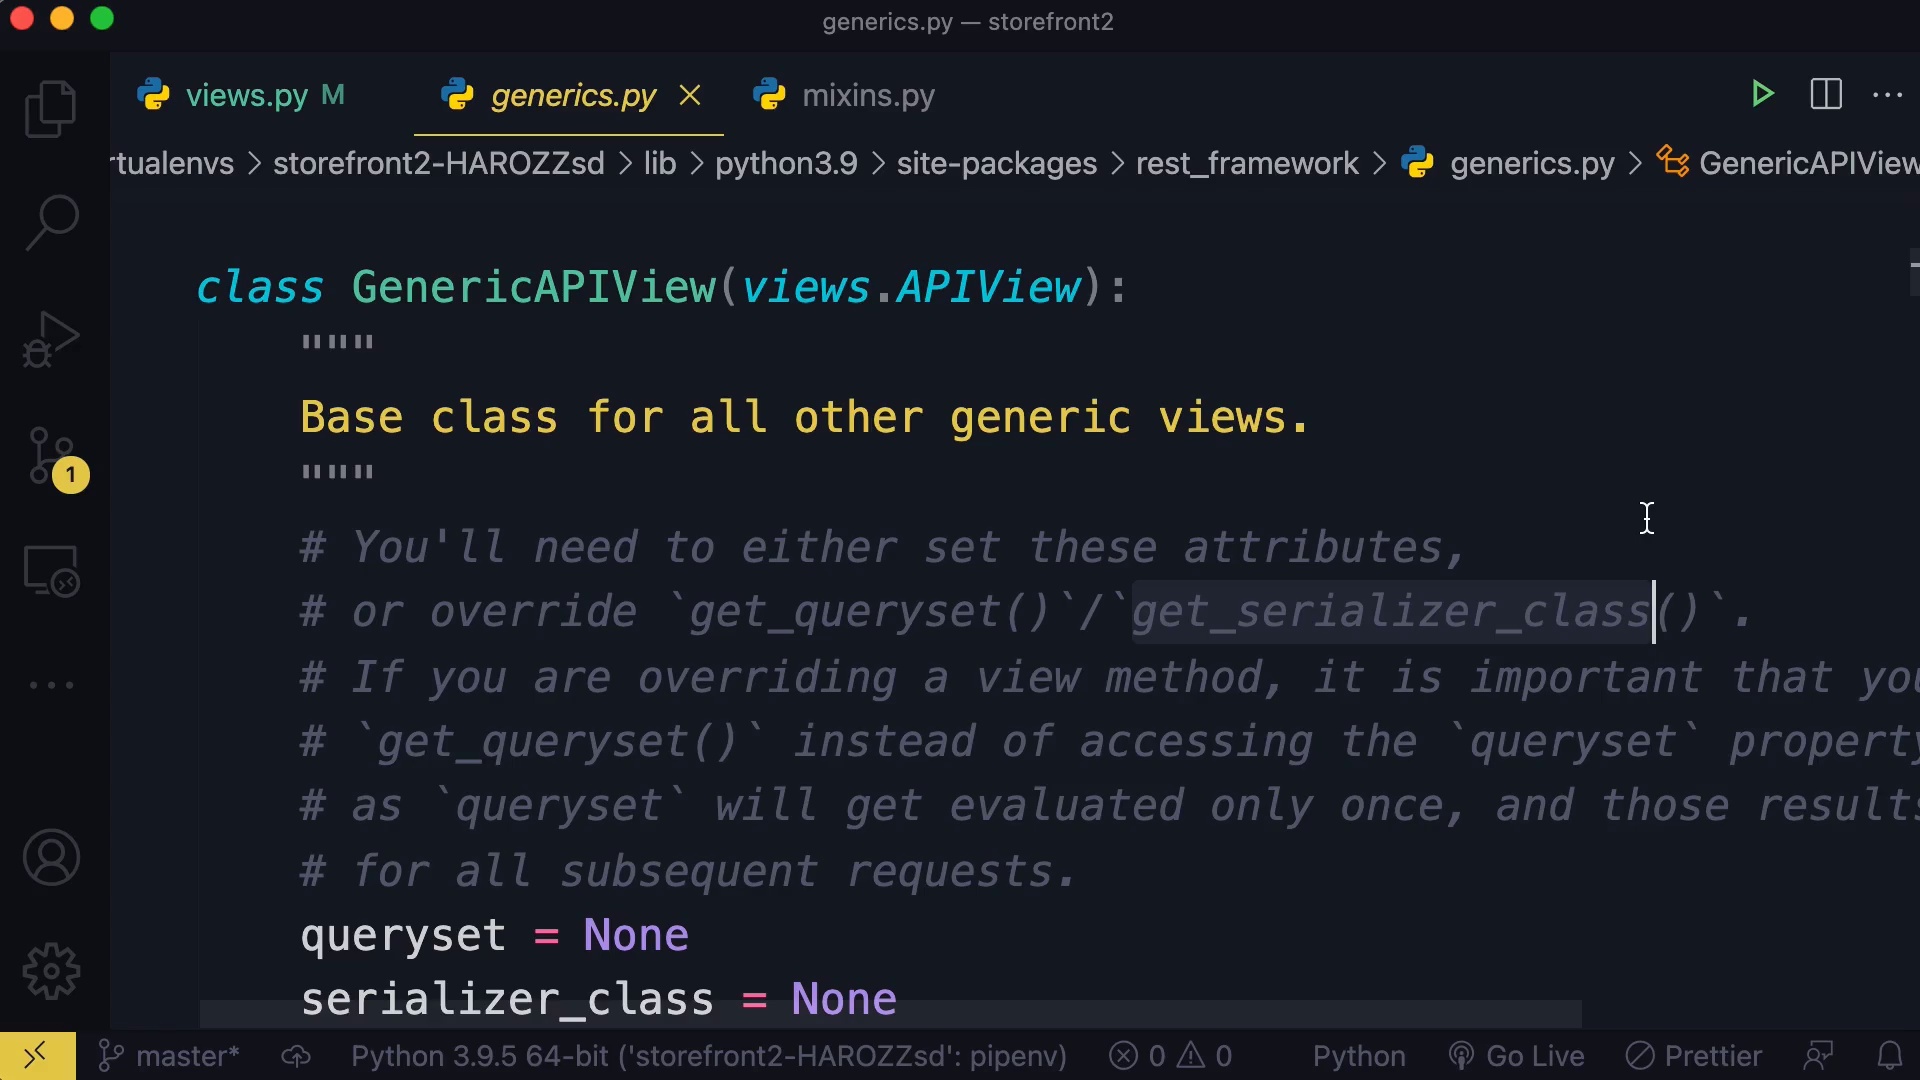 generics.py — storefront2
views.py M generics.py mixins.py
rtualenvs > storefront2-HAROZZsd > lib > python3.9 > site-packages > rest_framework > generics.py > GenericAPIView
class GenericAPIView(views.APIView):
"""
Base class for all other generic views.
"""
# You'll need to either set these attributes,
# or override `get_queryset()`/`get_serializer_class()`.
# If you are overriding a view method, it is important that you
# `get_queryset()` instead of accessing the `queryset` property
# as `queryset` will get evaluated only once, and those results
# for all subsequent requests.
queryset = None
serializer_class = None
1
master* Python 3.9.5 64-bit ('storefront2-HAROZZsd': pipenv) 0 0 Python Go Live Prettier